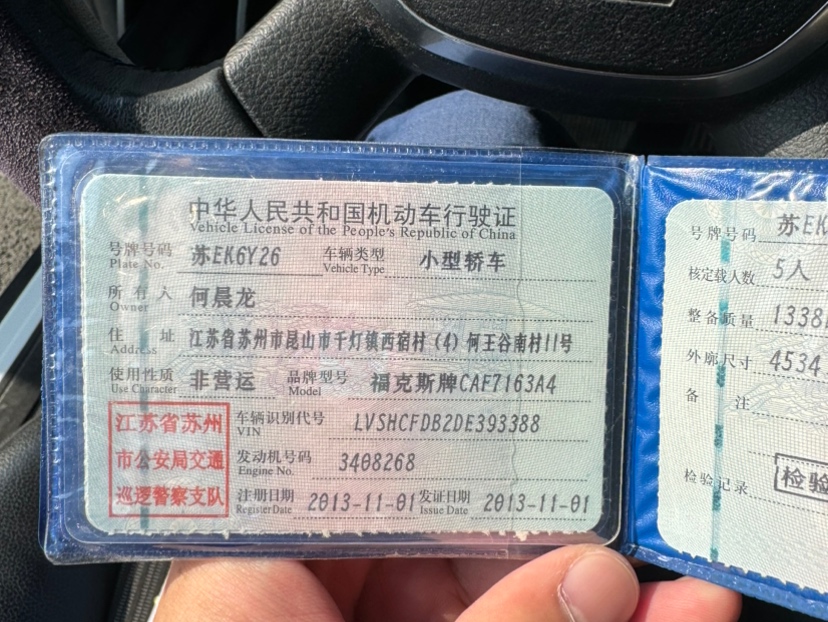 中华人民共和国机动车行驶证
Vehicle License of the People's Republic of China
号牌号码 苏EK6Y26 车辆类型 小型轿车
Plate No. Vehicle Type
所有人 何晨龙
Owner
住址 江苏省苏州市昆山市千灯镇西宿村(4)何王谷南村11号
Address
使用性质 非营运 品牌型号 福克斯牌CAF7163A4
Use Character Model
江苏省苏州
市公安局交通
巡逻警察支队
车辆识别代号 LVSHCFDB2DE393388
VIN
发动机号码 3408268
Engine No.
注册日期 2013-11-01 发证日期 2013-11-01
Register Date Issue Date
号牌号码 苏EK
核定载人数 5人
整备质量 1338
外廓尺寸 4534
备注
检验记录 检验